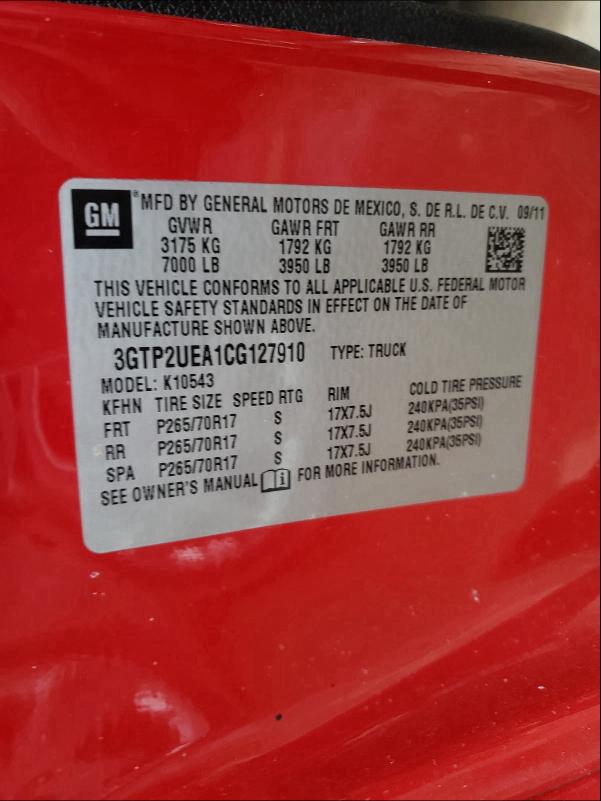 GM
®MFD BY GENERAL MOTORS DE MEXICO, S. DE R.L. DE C.V. 09/11
GVWR GAWR FRT GAWR RR
3175 KG 1792 KG 1792 KG
7000 LB 3950 LB 3950 LB
THIS VEHICLE CONFORMS TO ALL APPLICABLE U.S. FEDERAL MOTOR
VEHICLE SAFETY STANDARDS IN EFFECT ON THE DATE OF
MANUFACTURE SHOWN ABOVE.
3GTP2UEA1CG127910 TYPE: TRUCK
MODEL: K10543
KFHN TIRE SIZE SPEED RTG RIM COLD TIRE PRESSURE
FRT P265/70R17 S 17X7.5J 240KPA(35PSI)
RR P265/70R17 S 17X7.5J 240KPA(35PSI)
SPA P265/70R17 S 17X7.5J 240KPA(35PSI)
SEE OWNER'S MANUAL i FOR MORE INFORMATION.